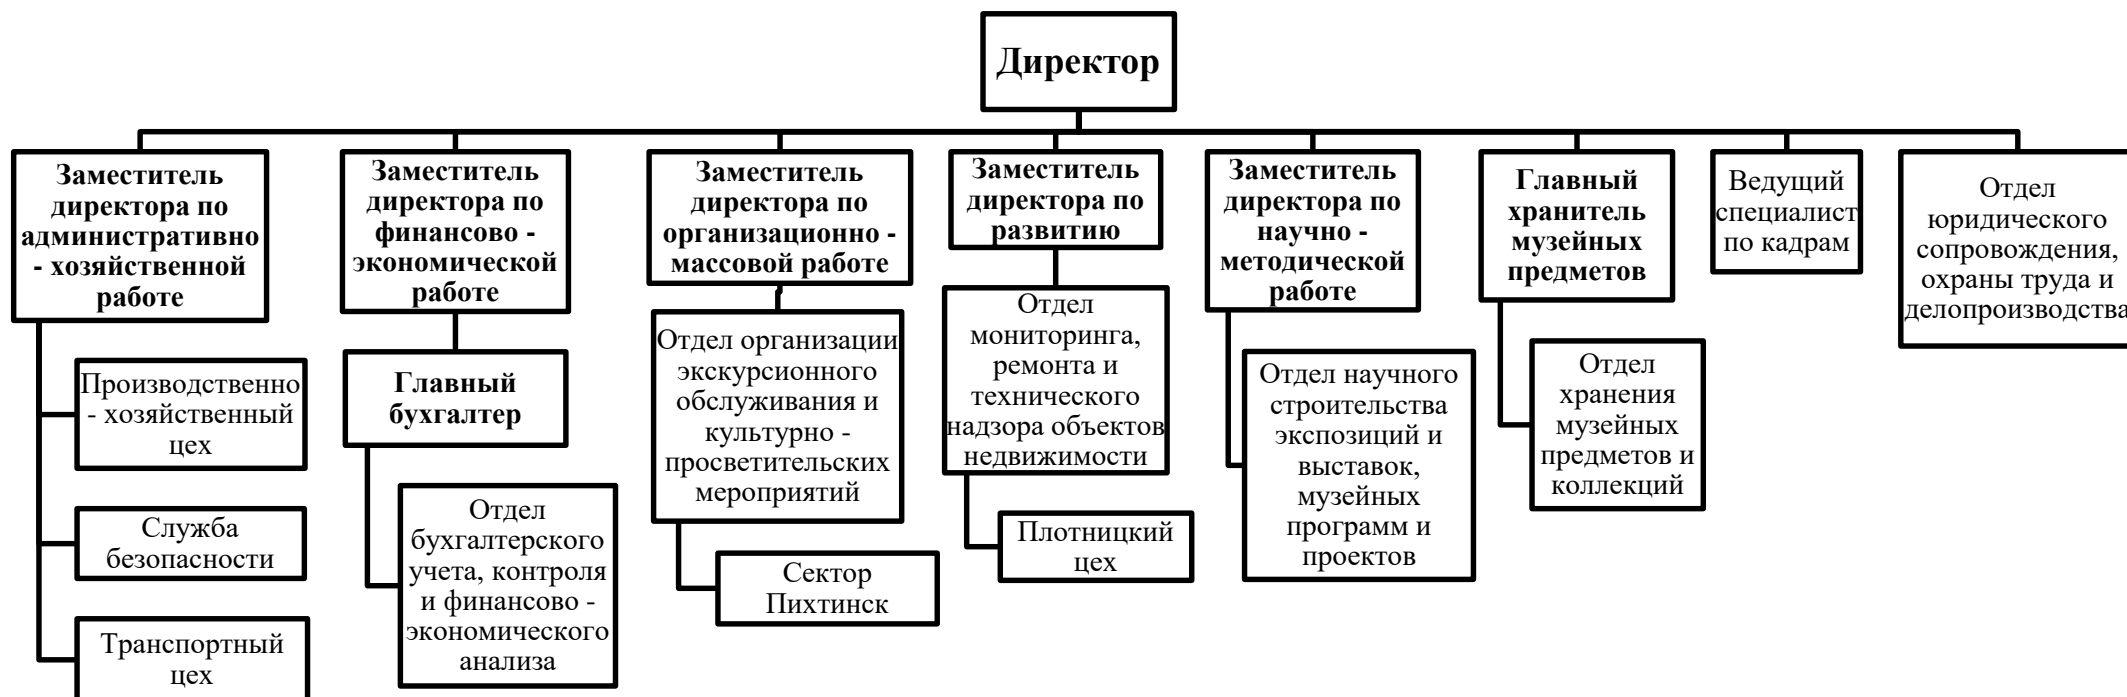 Директор
Заместитель
директора по
административно
- хозяйственной
работе
Производственно
- хозяйственный
цех
Служба
безопасности
Транспортный
цех
Заместитель
директора по
финансово -
экономической
работе
Главный
бухгалтер
Отдел
бухгалтерского
учета, контроля
и финансово -
экономического
анализа
Заместитель
директора по
организационно -
массовой работе
Отдел организации
экскурсионного
обслуживания и
культурно -
просветительских
мероприятий
Сектор
Пихтинск
Заместитель
директора по
развитию
Отдел
мониторинга,
ремонта и
технического
надзора объектов
недвижимости
Плотницкий
цех
Заместитель
директора по
научно -
методической
работе
Отдел научного
строительства
экспозиций и
выставок,
музейных
программ и
проектов
Главный
хранитель
музейных
предметов
Отдел
хранения
музейных
предметов и
коллекций
Ведущий
специалист
по кадрам
Отдел
юридического
сопровождения,
охраны труда и
делопроизводства